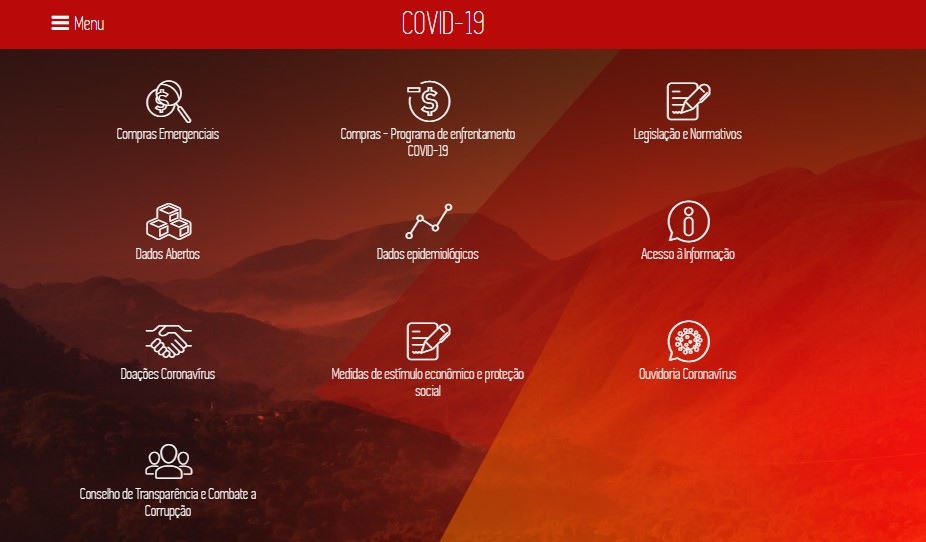 Menu
COVID-19
Compras Emergenciais
Compras - Programa de enfrentamento
COVID-19
Legislação e Normativos
Dados Abertos
Dados epidemiológicos
Acesso à Informação
Doações Coronavírus
Medidas de estímulo econômico e proteção
social
Ouvidoria Coronavírus
Conselho de Transparência e Combate a
Corrupção